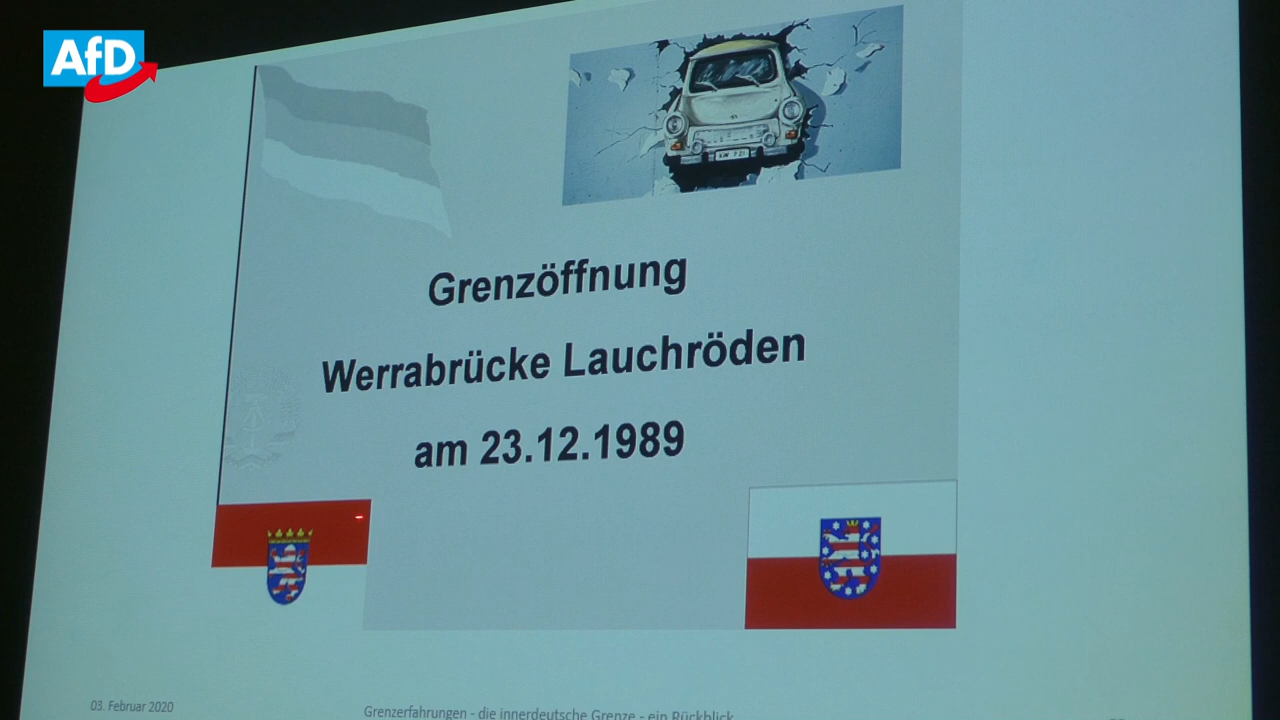 AfD
Grenzöffnung
Werrabrücke Lauchröden
am 23.12.1989
03. Februar 2020
Grenzerfahrungen - die innerdeutsche Grenze - ein Rückblick